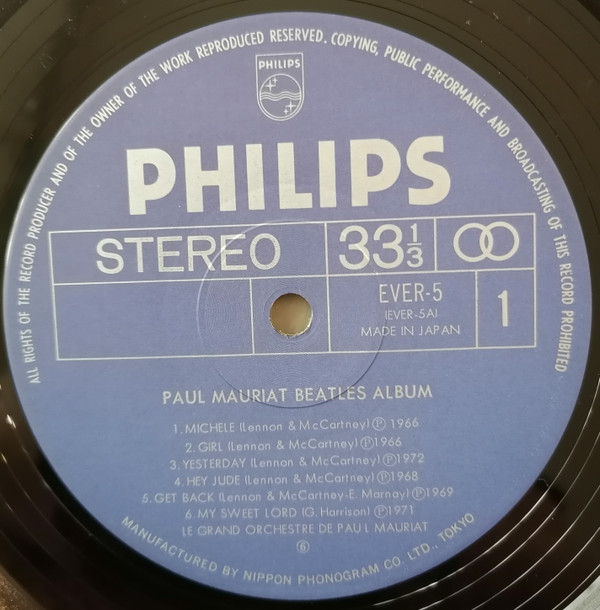 ALL RIGHTS OF THE RECORD PRODUCER AND OF THE OWNER OF THE WORK REPRODUCED RESERVED. COPYING, PUBLIC PERFORMANCE AND BROADCASTING OF THIS RECORD PROHIBITED
PHILIPS
PHILIPS
STEREO 33 1/3
EVER-5 1
(EVER-5A)
MADE IN JAPAN
PAUL MAURIAT BEATLES ALBUM
1. MICHELE (Lennon & McCartney) Ⓟ 1966
2. GIRL (Lennon & McCartney) Ⓟ 1966
3. YESTERDAY (Lennon & McCartney) Ⓟ 1972
4. HEY JUDE (Lennon & McCartney) Ⓟ 1968
5. GET BACK (Lennon & McCartney-E. Marnay) Ⓟ 1969
6. MY SWEET LORD (G. Harrison) Ⓟ 1971
LE GRAND ORCHESTRE DE PAUL MAURIAT
⑥
MANUFACTURED BY NIPPON PHONOGRAM CO. LTD., TOKYO